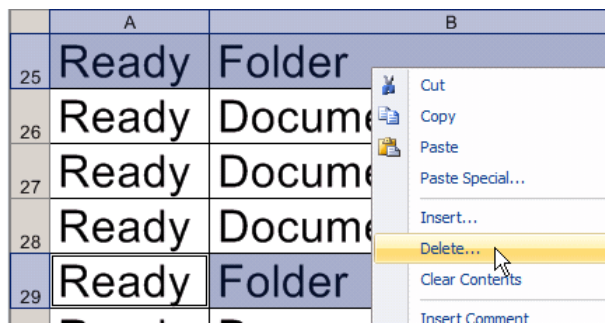 A B
25 Ready Folder
Cut
26 Ready
Copy
Paste
27 Ready
Paste Special...
Insert...
28 Ready
Delete...
Clear Contents
29 Ready Folder
Insert Comment